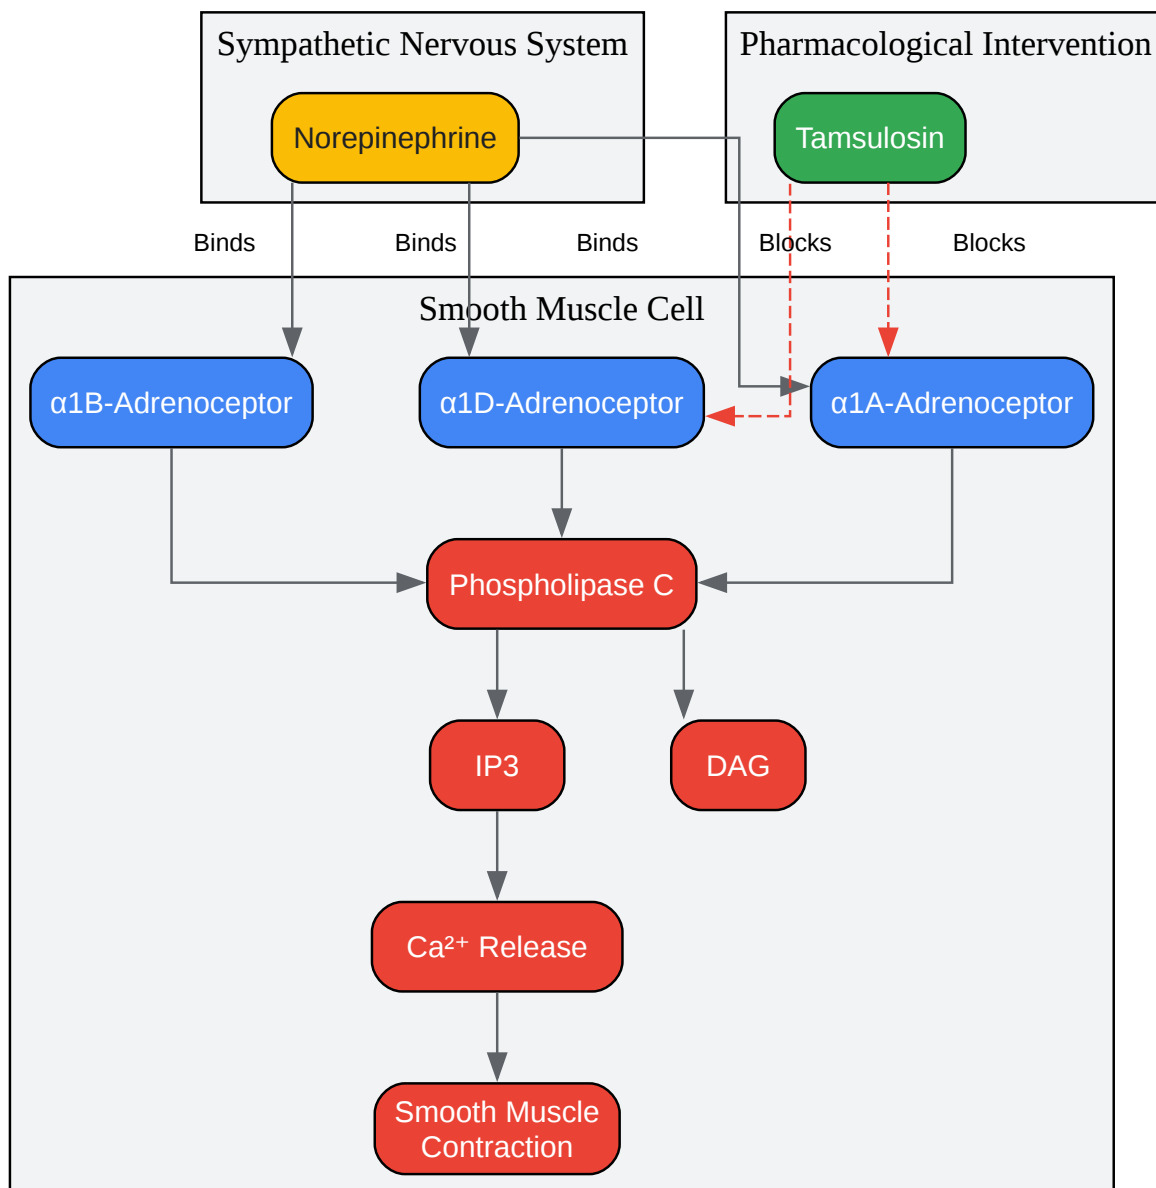 Sympathetic Nervous System
Pharmacological Intervention
Norepinephrine
Tamsulosin
Binds
Binds
Binds
Blocks
Blocks
Smooth Muscle Cell
α1B-Adrenoceptor
α1D-Adrenoceptor
α1A-Adrenoceptor
Phospholipase C
IP3
DAG
Ca²⁺ Release
Smooth Muscle
Contraction